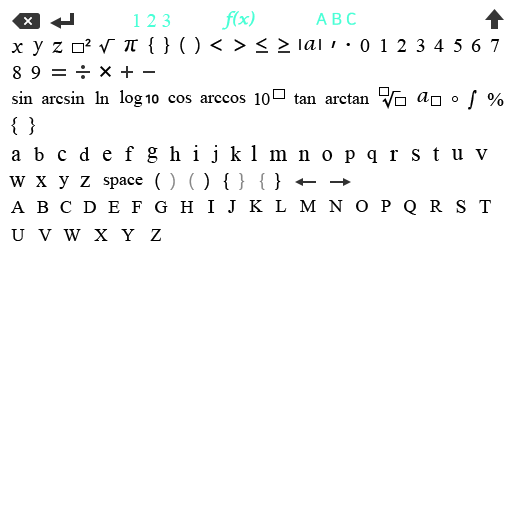 1 2 3 f(x) A B C
x y z □² √ π { } ( ) < > ≤ ≥ |a| , · 0 1 2 3 4 5 6 7
8 9 = ÷ × + −
sin arcsin ln log10 cos arccos 10□ tan arctan □√□ a□ ∘ ∫ %
{ }
a b c d e f g h i j k l m n o p q r s t u v
w x y z space ( ) ( ) { } { } ← →
A B C D E F G H I J K L M N O P Q R S T
U V W X Y Z